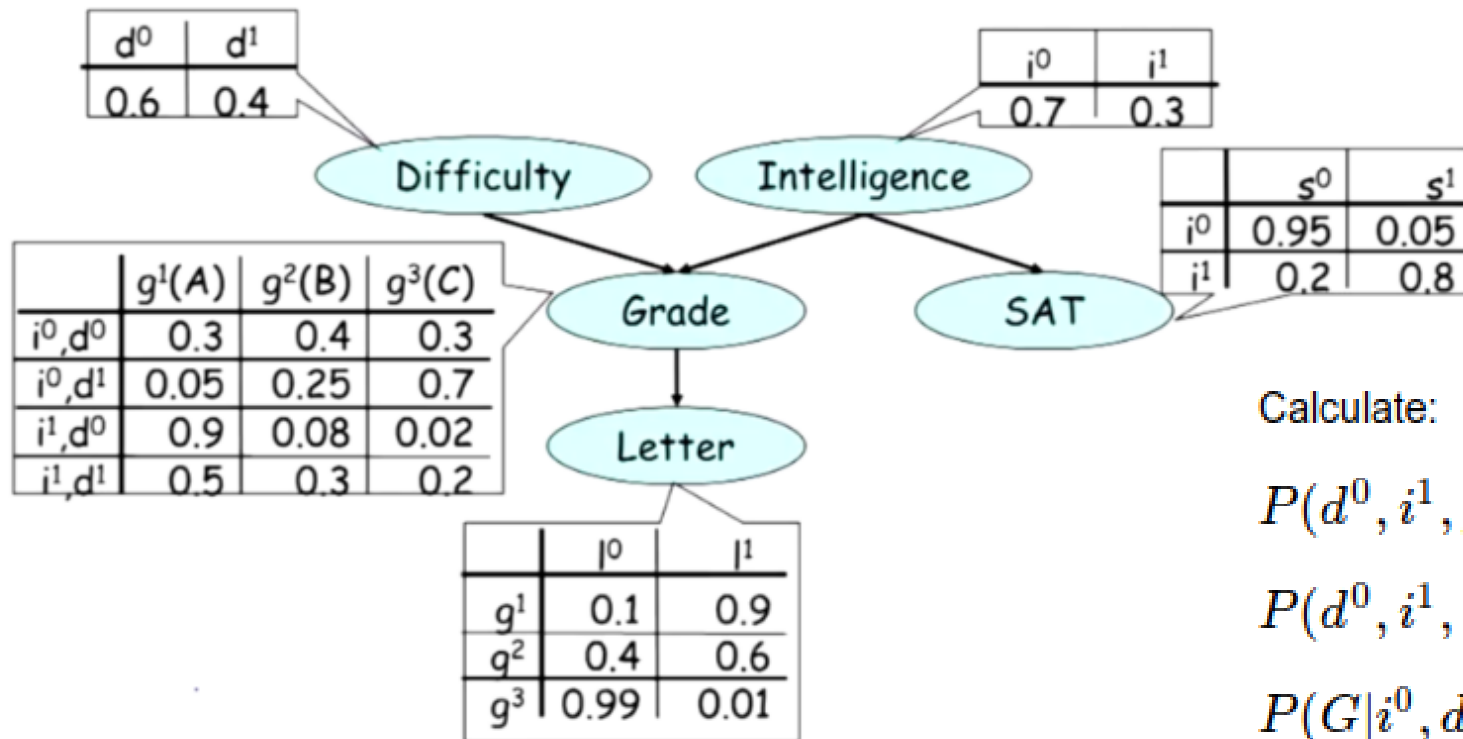 d⁰ d¹
0.6 0.4
i⁰ i¹
0.7 0.3
Difficulty
Intelligence
s⁰ s¹
i⁰ 0.95 0.05
i¹ 0.2 0.8
g¹(A) g²(B) g³(C)
i⁰,d⁰ 0.3 0.4 0.3
i⁰,d¹ 0.05 0.25 0.7
i¹,d⁰ 0.9 0.08 0.02
i¹,d¹ 0.5 0.3 0.2
Grade
SAT
Letter
l⁰ l¹
g¹ 0.1 0.9
g² 0.4 0.6
g³ 0.99 0.01
Calculate:
P(d⁰, i¹,
P(d⁰, i¹,
P(G|i⁰, d